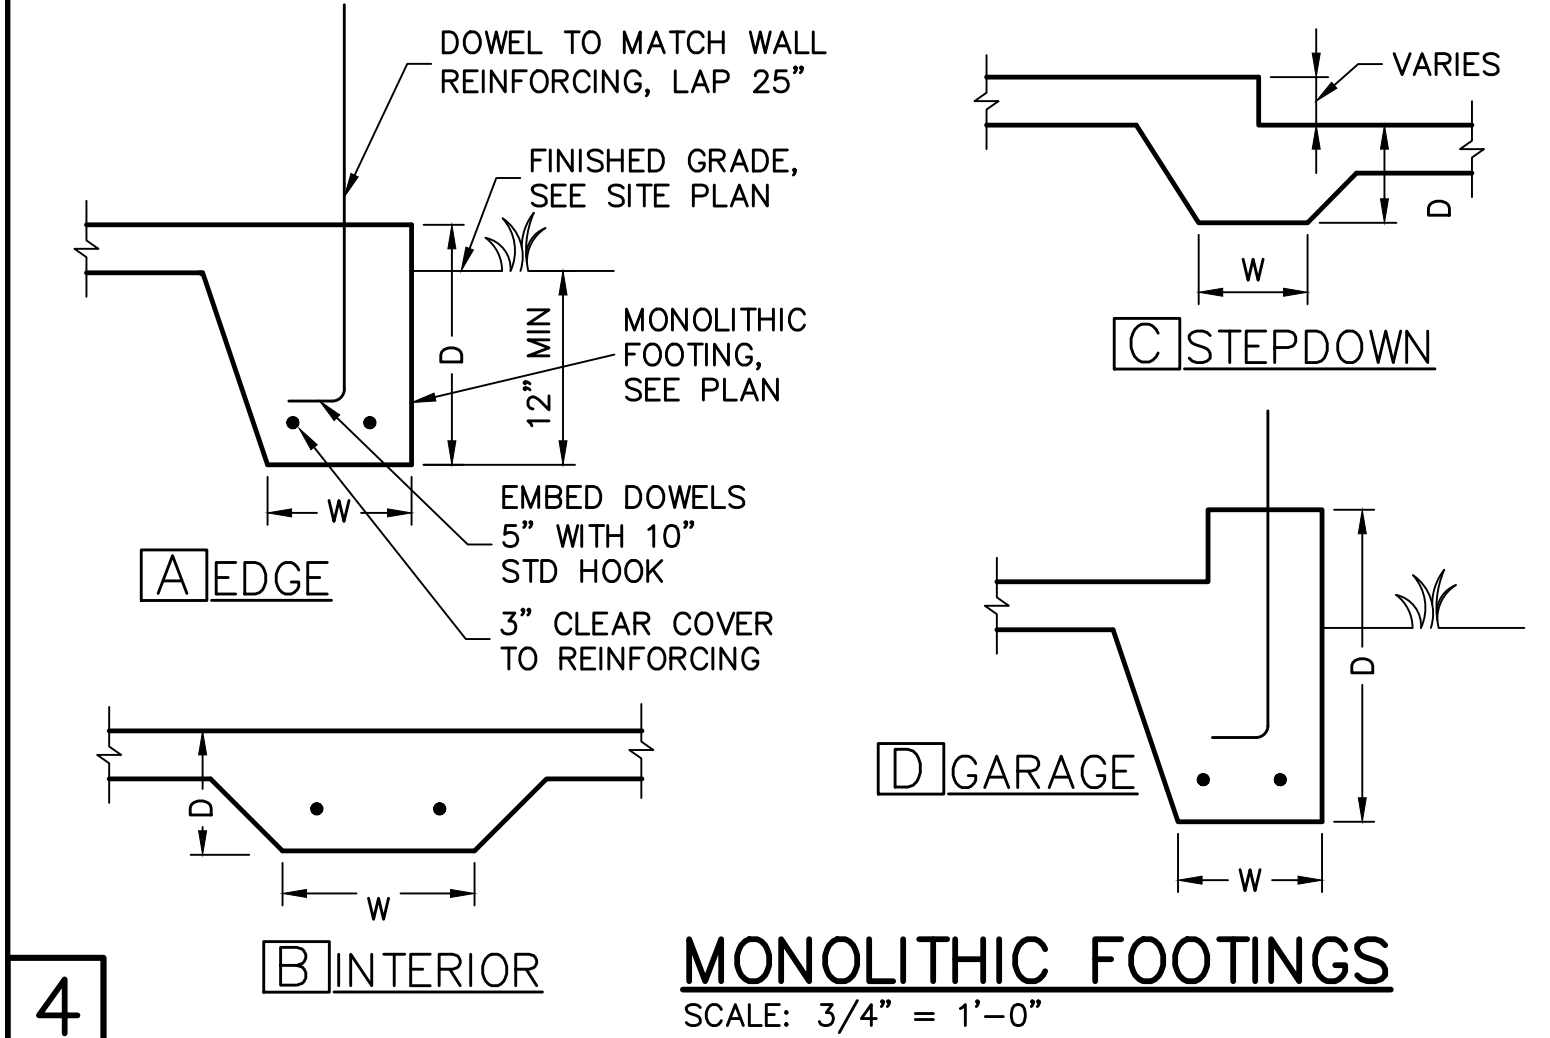 DOWEL TO MATCH WALL
REINFORCING, LAP 25”
FINISHED GRADE,
SEE SITE PLAN
D
12” MIN
MONOLITHIC
FOOTING,
SEE PLAN
W
EMBED DOWELS
5” WITH 10”
STD HOOK
3” CLEAR COVER
TO REINFORCING
A EDGE
VARIES
D
W
C STEPDOWN
D
W
B INTERIOR
D
W
D GARAGE
MONOLITHIC FOOTINGS
SCALE: 3/4” = 1’-0”
4